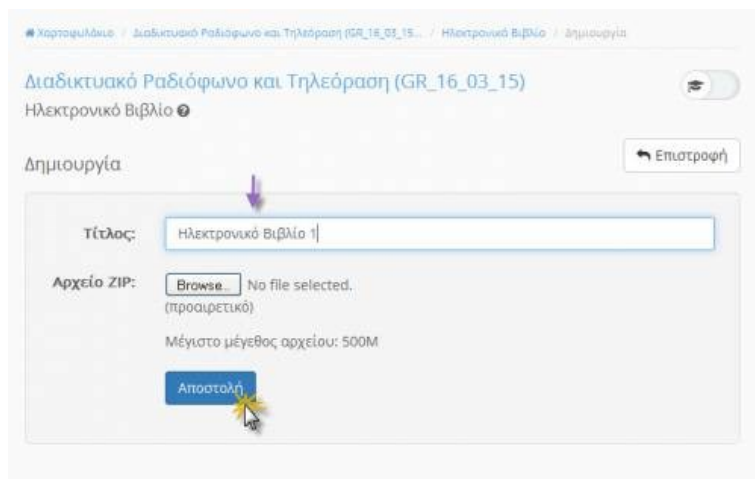 Χαρτοφυλάκιο / Διαδικτυακό Ραδιόφωνο και Τηλεόραση (GR_16_03_15... / Ηλεκτρονικό Βιβλίο / Δημιουργία
Διαδικτυακό Ραδιόφωνο και Τηλεόραση (GR_16_03_15)
Ηλεκτρονικό Βιβλίο
Δημιουργία
Επιστροφή
Τίτλος: Ηλεκτρονικό Βιβλίο 1
Αρχείο ZIP: Browse... No file selected.
(προαιρετικό)
Μέγιστο μέγεθος αρχείου: 500M
Αποστολή